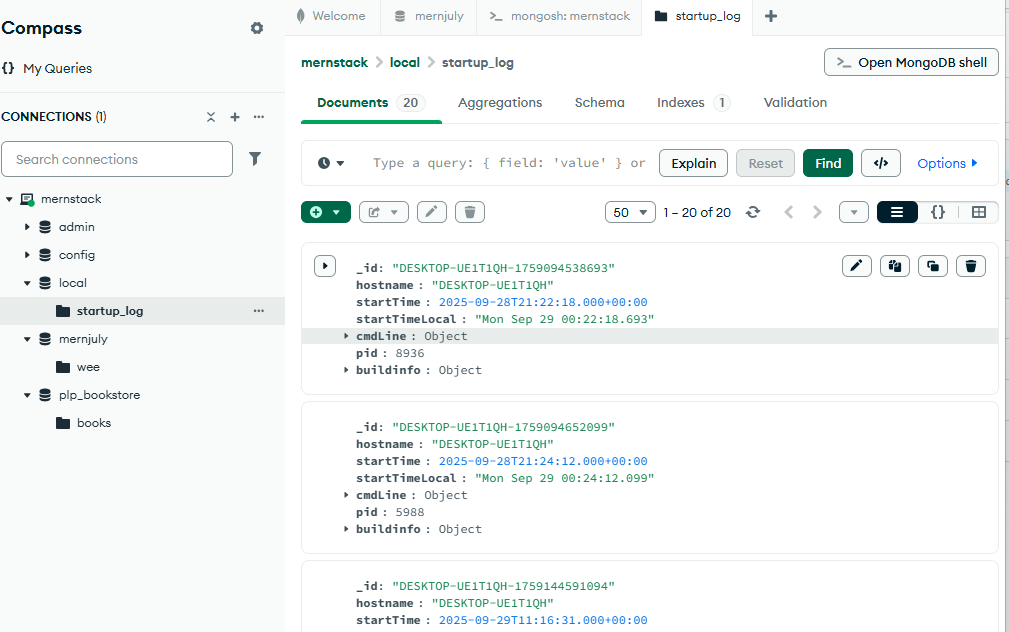 Compass
My Queries
CONNECTIONS (1)
Search connections
mernstack
admin
config
local
startup_log
mernjuly
wee
plp_bookstore
books
Welcome
mernjuly
mongosh: mernstack
startup_log
mernstack > local > startup_log
>_ Open MongoDB shell
Documents 20 Aggregations Schema Indexes 1 Validation
Type a query: { field: 'value' } or
Explain Reset Find </> Options
50 1 – 20 of 20
_id: "DESKTOP-UE1T1QH-1759094538693"
hostname : "DESKTOP-UE1T1QH"
startTime : 2025-09-28T21:22:18.000+00:00
startTimeLocal : "Mon Sep 29 00:22:18.693"
cmdLine : Object
pid : 8936
buildinfo : Object
_id: "DESKTOP-UE1T1QH-1759094652099"
hostname : "DESKTOP-UE1T1QH"
startTime : 2025-09-28T21:24:12.000+00:00
startTimeLocal : "Mon Sep 29 00:24:12.099"
cmdLine : Object
pid : 5988
buildinfo : Object
_id: "DESKTOP-UE1T1QH-1759144591094"
hostname : "DESKTOP-UE1T1QH"
startTime : 2025-09-29T11:16:31.000+00:00